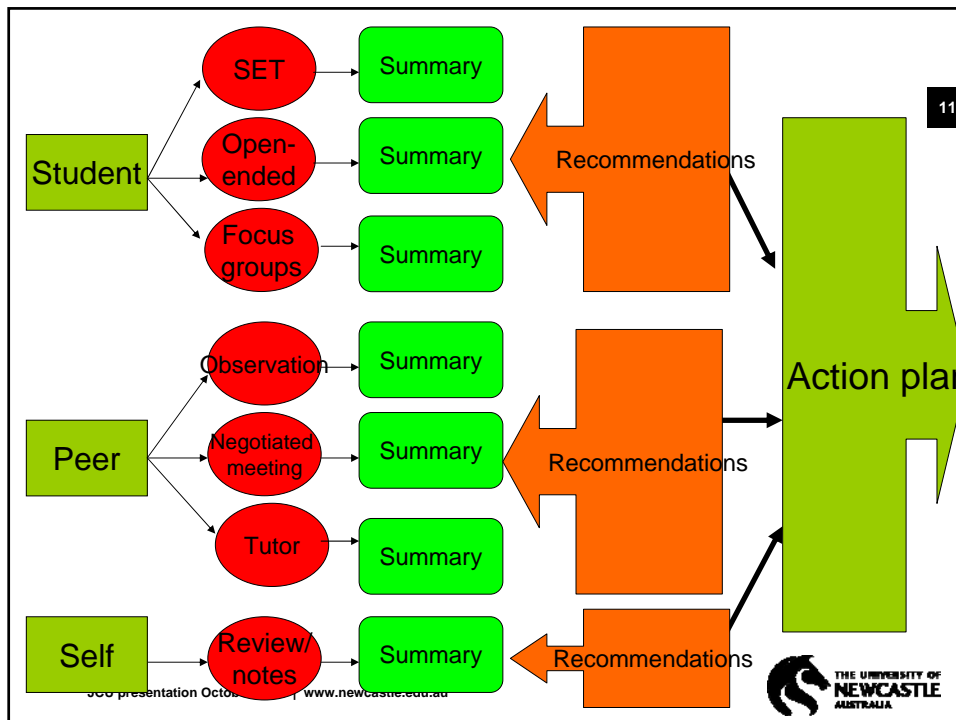 11
Student
SET
Summary
Open-
ended
Summary
Focus
groups
Summary
Recommendations
Peer
Observation
Summary
Negotiated
meeting
Summary
Tutor
Summary
Recommendations
Self
Review/
notes
Summary
Recommendations
Action plan
presentation | www.newcastle.edu.au
THE UNIVERSITY OF
NEWCASTLE
AUSTRALIA